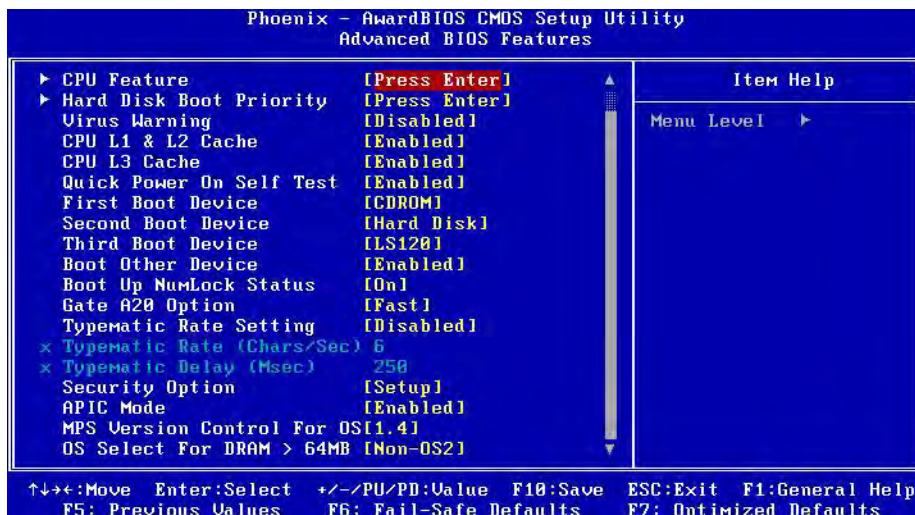 Phoenix - AwardBIOS CMOS Setup Utility
Advanced BIOS Features
► CPU Feature [Press Enter]
► Hard Disk Boot Priority [Press Enter]
Virus Warning [Disabled]
CPU L1 & L2 Cache [Enabled]
CPU L3 Cache [Enabled]
Quick Power On Self Test [Enabled]
First Boot Device [CDROM]
Second Boot Device [Hard Disk]
Third Boot Device [LS120]
Boot Other Device [Enabled]
Boot Up NumLock Status [On]
Gate A20 Option [Fast]
Typematic Rate Setting [Disabled]
x Typematic Rate (Chars/Sec) 6
x Typematic Delay (Msec) 250
Security Option [Setup]
APIC Mode [Enabled]
MPS Version Control For OS[1.4]
OS Select For DRAM > 64MB [Non-OS2]
Item Help
Menu Level ►
↑↓→←:Move Enter:Select +/-/PU/PD:Value F10:Save ESC:Exit F1:General Help
F5: Previous Values F6: Fail-Safe Defaults F7: Optimized Defaults